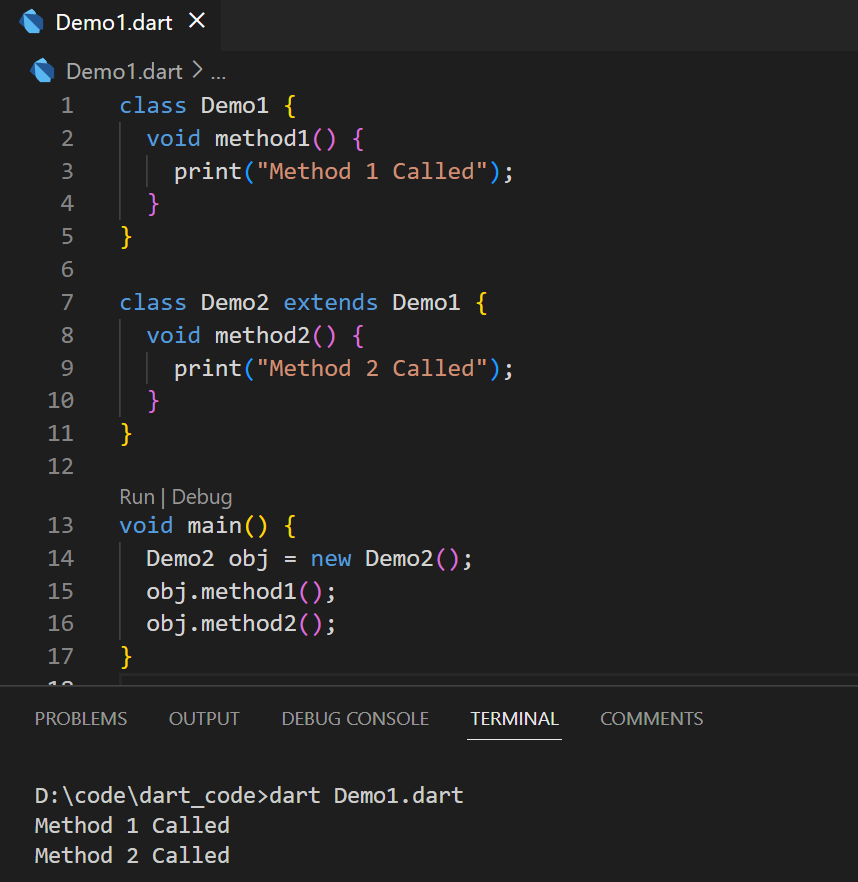 Demo1.dart ×
Demo1.dart > ...
1 class Demo1 {
2   void method1() {
3     print("Method 1 Called");
4   }
5 }
6
7 class Demo2 extends Demo1 {
8   void method2() {
9     print("Method 2 Called");
10   }
11 }
12
Run | Debug
13 void main() {
14   Demo2 obj = new Demo2();
15   obj.method1();
16   obj.method2();
17 }
PROBLEMS OUTPUT DEBUG CONSOLE TERMINAL COMMENTS
D:\code\dart_code>dart Demo1.dart
Method 1 Called
Method 2 Called